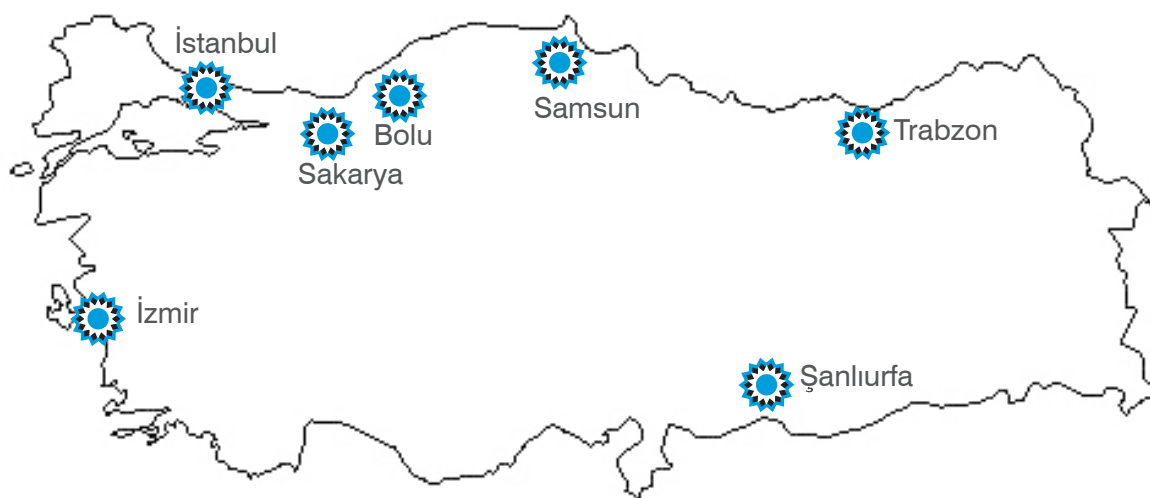 İstanbul
Samsun
Bolu
Trabzon
Sakarya
İzmir
Şanlıurfa